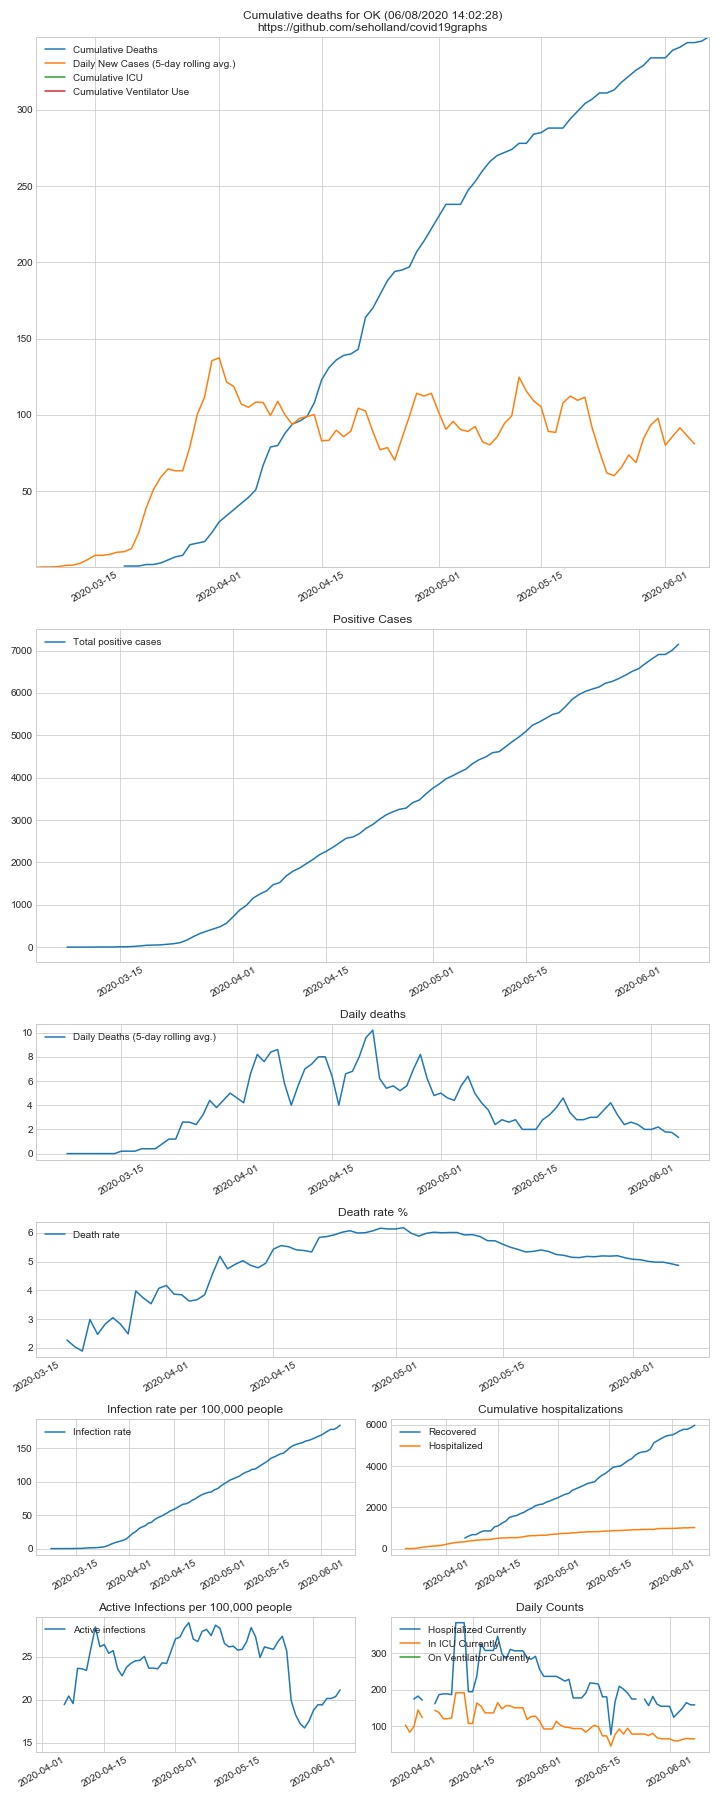 Cumulative deaths for OK (06/08/2020 14:02:28)
https://github.com/seholland/covid19graphs
Cumulative Deaths
Daily New Cases (5-day rolling avg.)
Cumulative ICU
Cumulative Ventilator Use
300
250
200
150
100
50
2020-03-15 2020-04-01 2020-04-15 2020-05-01 2020-05-15 2020-06-01
Positive Cases
Total positive cases
7000
6000
5000
4000
3000
2000
1000
0
2020-03-15 2020-04-01 2020-04-15 2020-05-01 2020-05-15 2020-06-01
Daily deaths
Daily Deaths (5-day rolling avg.)
10
8
6
4
2
0
2020-03-15 2020-04-01 2020-04-15 2020-05-01 2020-05-15 2020-06-01
Death rate %
Death rate
6
5
4
3
2
2020-03-15 2020-04-01 2020-04-15 2020-05-01 2020-05-15 2020-06-01
Infection rate per 100,000 people
Infection rate
150
100
50
0
2020-03-15 2020-04-01 2020-04-15 2020-05-01 2020-05-15 2020-06-01
Cumulative hospitalizations
Recovered
Hospitalized
6000
4000
2000
0
2020-04-01 2020-04-15 2020-05-01 2020-05-15 2020-06-01
Active Infections per 100,000 people
Active infections
25
20
15
2020-04-01 2020-04-15 2020-05-01 2020-05-15 2020-06-01
Daily Counts
Hospitalized Currently
In ICU Currently
On Ventilator Currently
300
200
100
2020-04-01 2020-04-15 2020-05-01 2020-05-15 2020-06-01